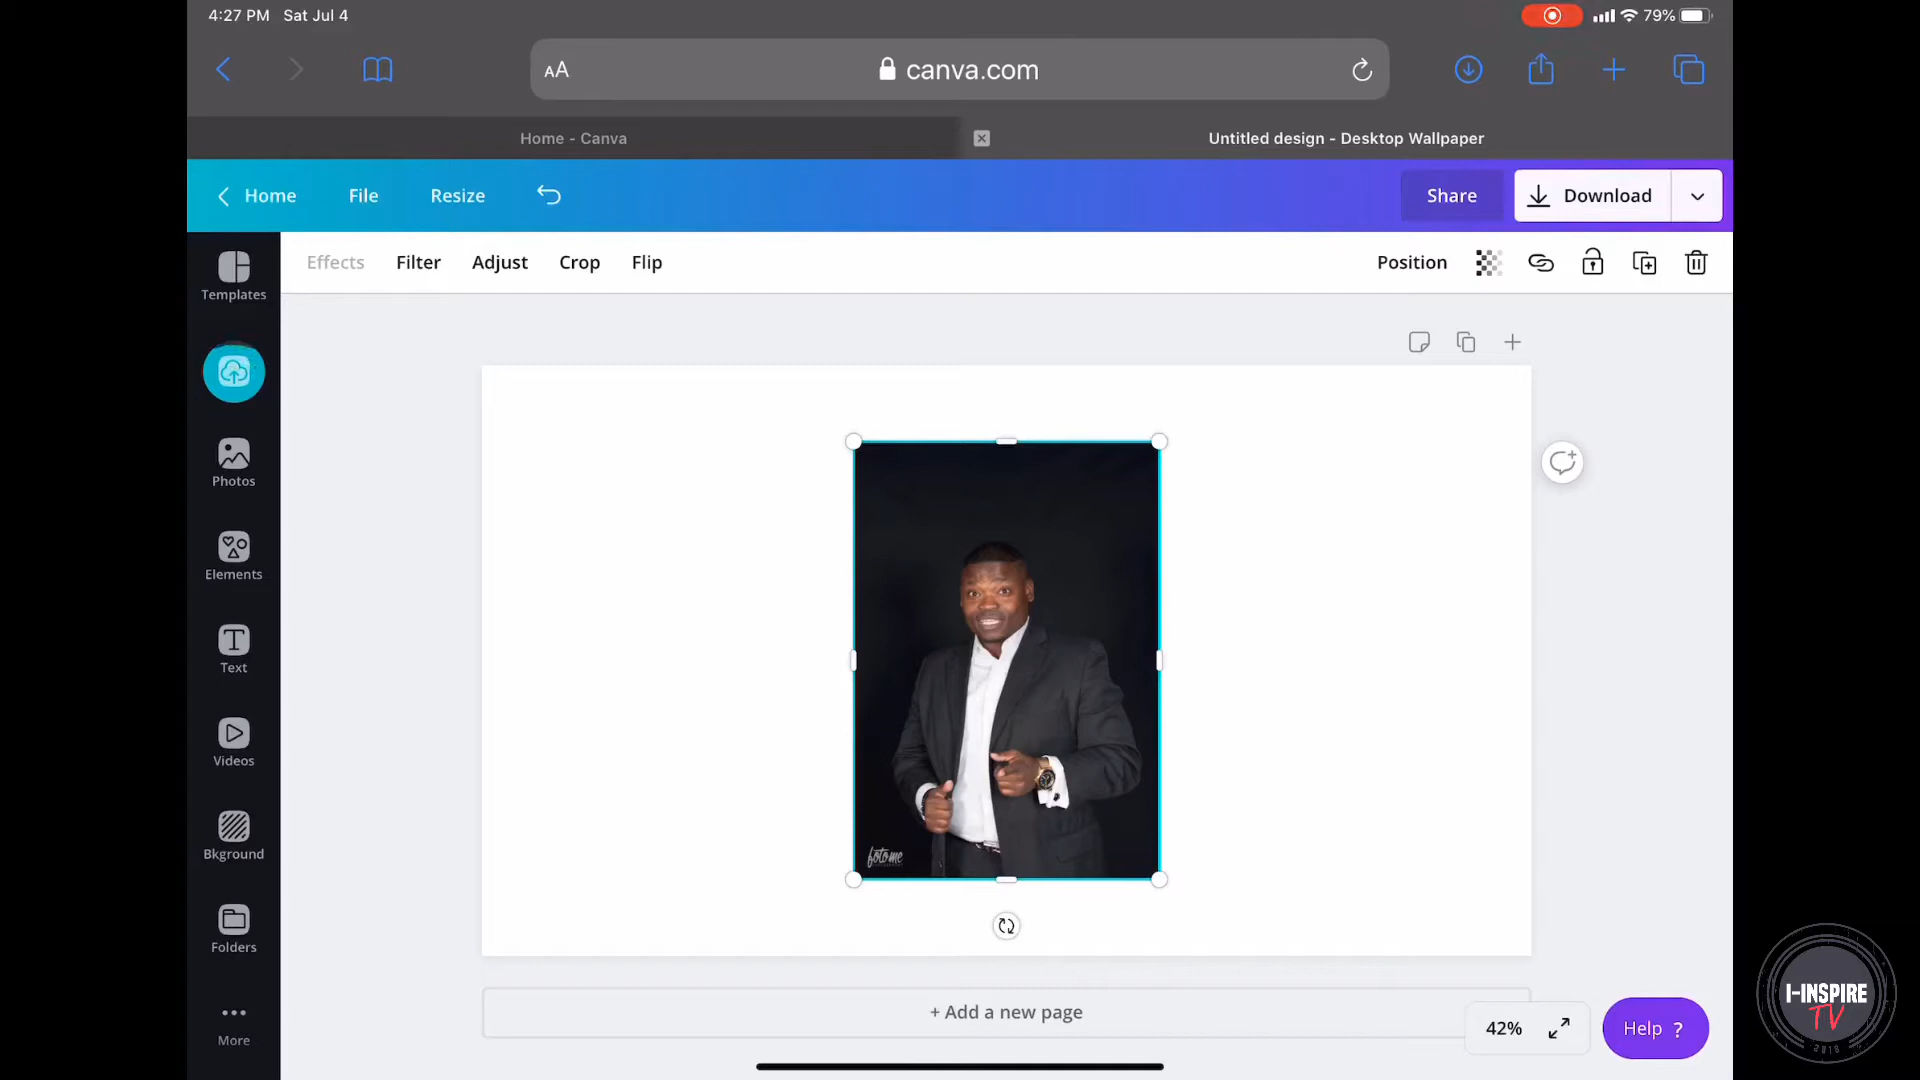 4:27 PM Sat Jul 4
79%
AA
canva.com
Home - Canva
Untitled design - Desktop Wallpaper
Home
File
Resize
Share
Download
Effects
Filter
Adjust
Crop
Flip
Position
Templates
Photos
Elements
T
Text
Videos
Bkground
Folders
More
fotome
+ Add a new page
42%
Help ?
I-INSPIRE
TV
2818